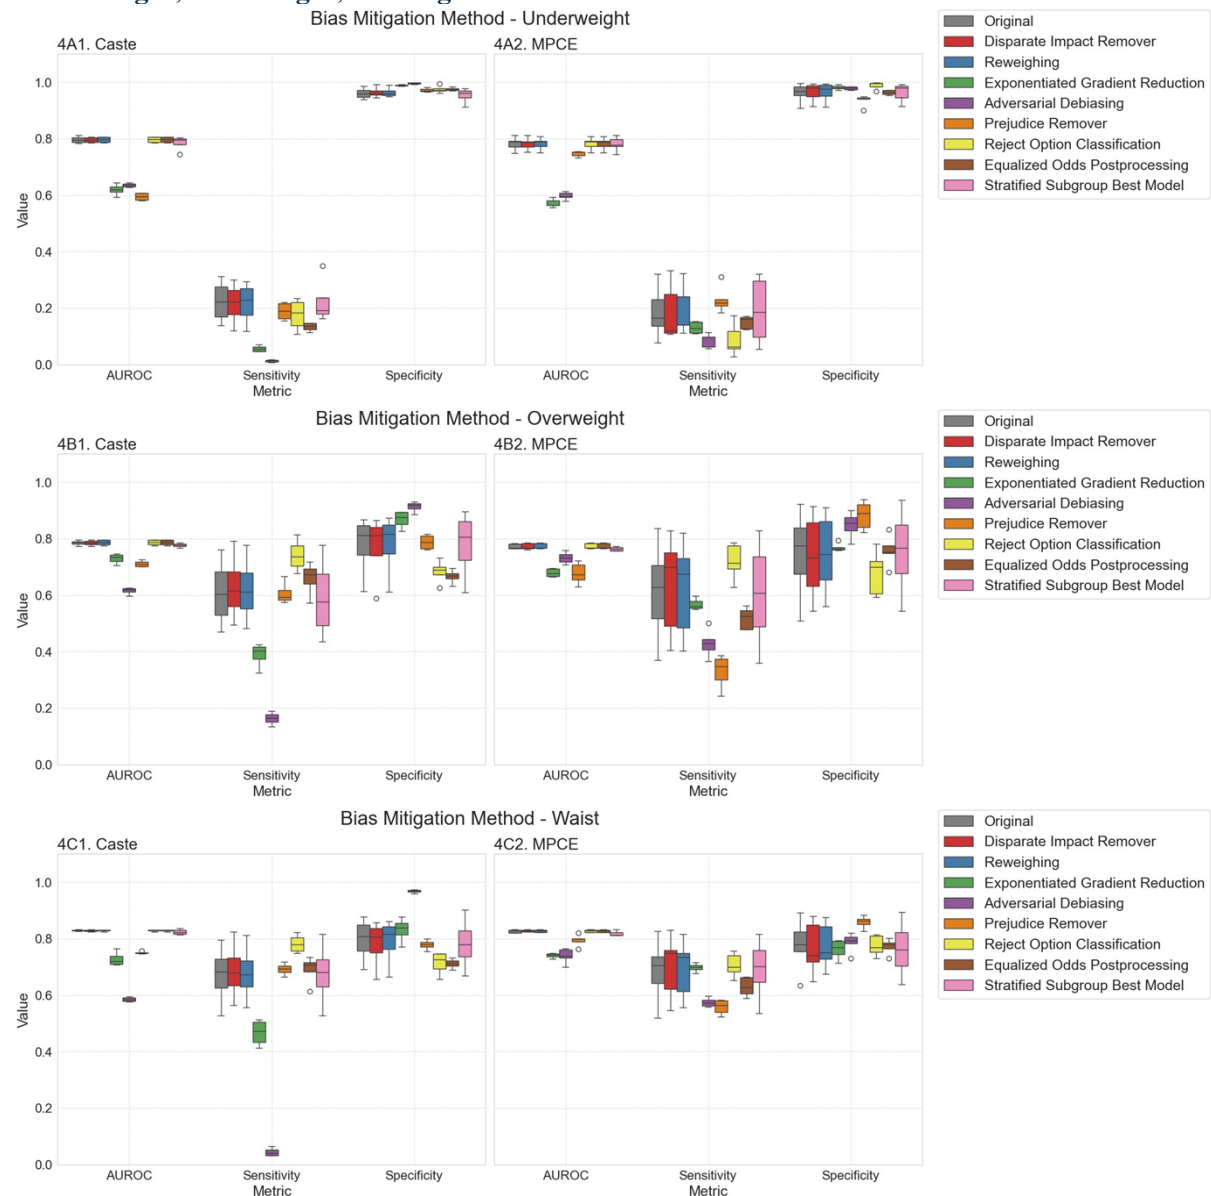 Bias Mitigation Method - Underweight
4A1. Caste
4A2. MPCE
Original
Disparate Impact Remover
Reweighing
Exponentiated Gradient Reduction
Adversarial Debiasing
Prejudice Remover
Reject Option Classification
Equalized Odds Postprocessing
Stratified Subgroup Best Model
Value
1.0
0.8
0.6
0.4
0.2
0.0
AUROC Sensitivity Specificity
Metric
AUROC Sensitivity Specificity
Metric
Bias Mitigation Method - Overweight
4B1. Caste
4B2. MPCE
Original
Disparate Impact Remover
Reweighing
Exponentiated Gradient Reduction
Adversarial Debiasing
Prejudice Remover
Reject Option Classification
Equalized Odds Postprocessing
Stratified Subgroup Best Model
Value
1.0
0.8
0.6
0.4
0.2
0.0
AUROC Sensitivity Specificity
Metric
AUROC Sensitivity Specificity
Metric
Bias Mitigation Method - Waist
4C1. Caste
4C2. MPCE
Original
Disparate Impact Remover
Reweighing
Exponentiated Gradient Reduction
Adversarial Debiasing
Prejudice Remover
Reject Option Classification
Equalized Odds Postprocessing
Stratified Subgroup Best Model
Value
1.0
0.8
0.6
0.4
0.2
0.0
AUROC Sensitivity Specificity
Metric
AUROC Sensitivity Specificity
Metric